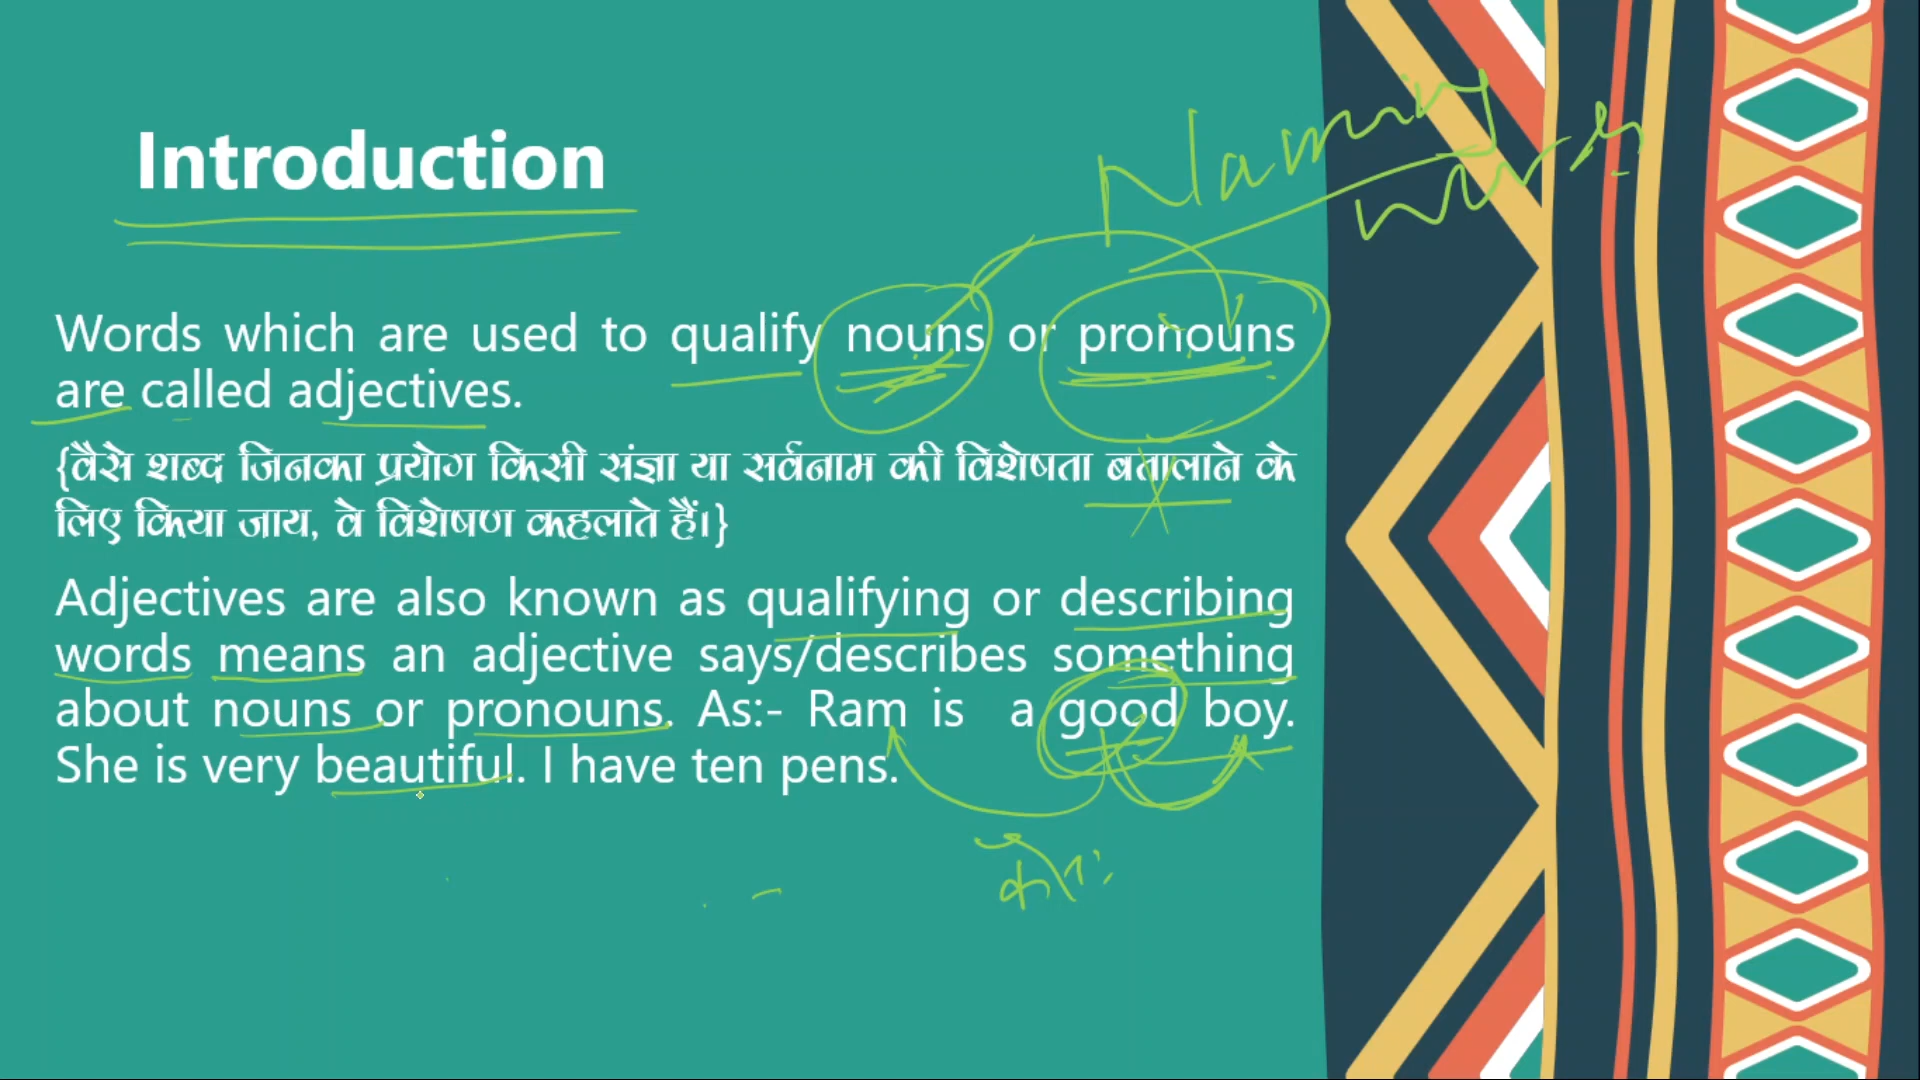 Introduction
Naming
Words which are used to qualify nouns or pronouns
are called adjectives.
{वैसे शब्द जिनका प्रयोग किसी संज्ञा या सर्वनाम की विशेषता बतालाने के
लिए किया जाय, वे विशेषण कहलाते हैं।}
Adjectives are also known as qualifying or describing
words means an adjective says/describes something
about nouns or pronouns. As:- Ram is a good boy.
She is very beautiful. I have ten pens.